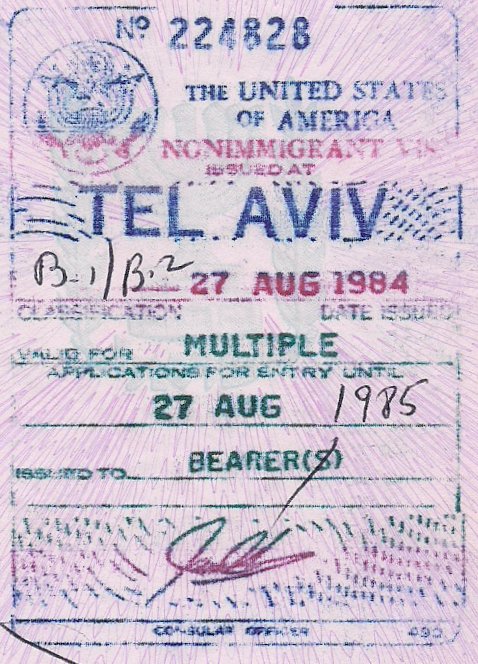 Nº 224828
THE UNITED STATES
OF AMERICA
NONIMMIGRANT VIS
ISSUED AT
TEL AVIV
B-1/B-2 27 AUG 1984
CLASSIFICATION DATE ISSUED
VALID FOR MULTIPLE
APPLICATIONS FOR ENTRY UNTIL
27 AUG 1985
ISSUED TO BEARER(S)
CONSULAR OFFICER